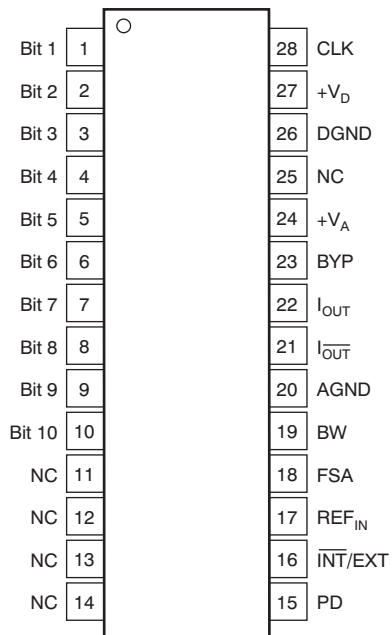 Bit 1 1 28 CLK
Bit 2 2 27 +V_D
Bit 3 3 26 DGND
Bit 4 4 25 NC
Bit 5 5 24 +V_A
Bit 6 6 23 BYP
Bit 7 7 22 I_OUT
Bit 8 8 21 I_O̅U̅T̅
Bit 9 9 20 AGND
Bit 10 10 19 BW
NC 11 18 FSA
NC 12 17 REF_IN
NC 13 16 I̅N̅T̅/EXT
NC 14 15 PD